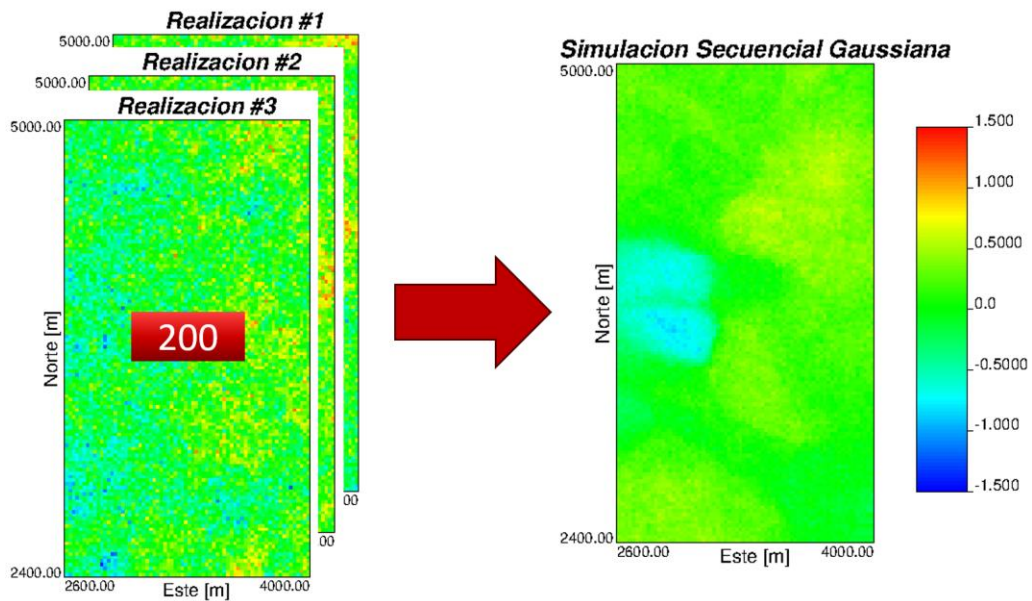 Realizacion #1
5000.00
Realizacion #2
5000.00
Realizacion #3
5000.00
Norte [m]
200
2400.00
2600.00
Este [m]
4000.00
00
00
Simulacion Secuencial Gaussiana
5000.00
Norte [m]
2400.00
2600.00
Este [m]
4000.00
1.500
1.000
0.5000
0.0
-0.5000
-1.000
-1.500